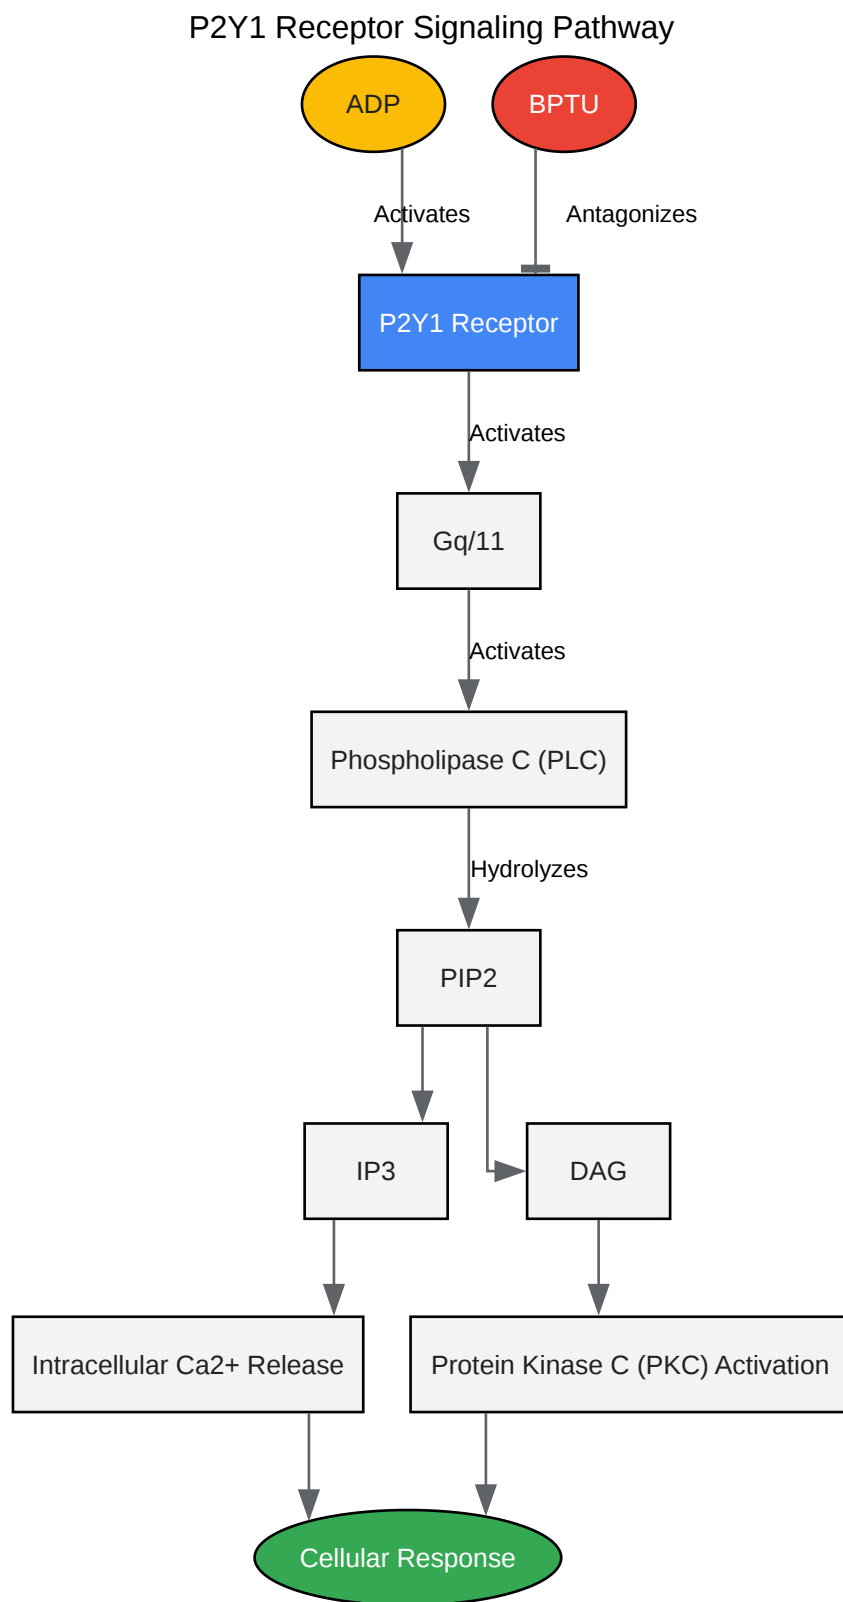 P2Y1 Receptor Signaling Pathway
ADP
BPTU
Activates
Antagonizes
P2Y1 Receptor
Activates
Gq/11
Activates
Phospholipase C (PLC)
Hydrolyzes
PIP2
IP3
DAG
Intracellular Ca2+ Release
Protein Kinase C (PKC) Activation
Cellular Response